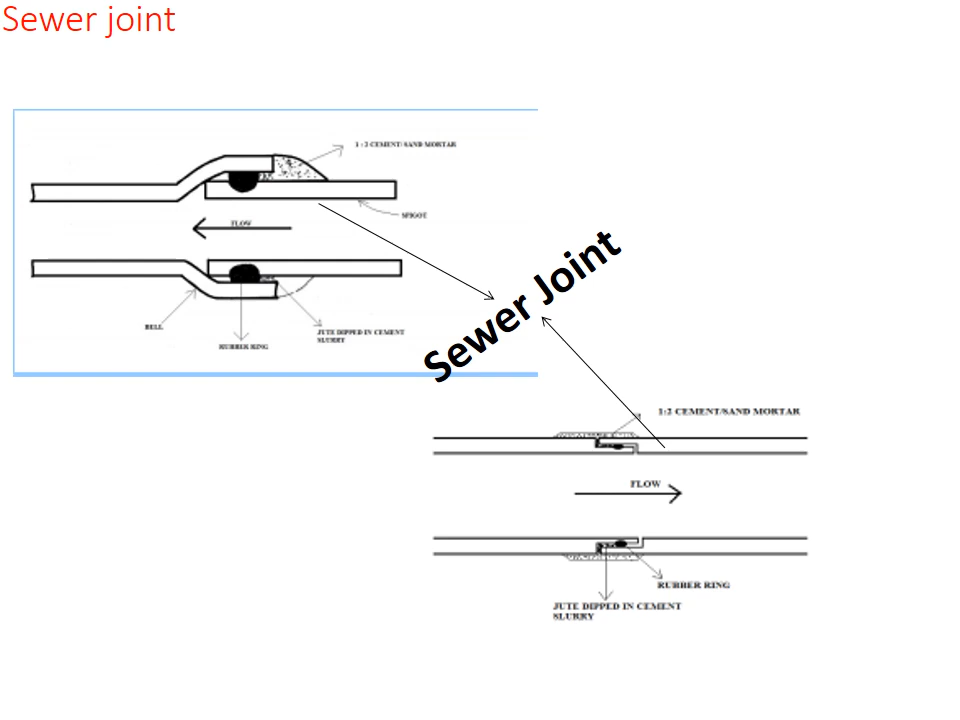 Sewer joint
1:2 CEMENT/SAND MORTAR
SPIGOT
FLOW
BELL
RUBBER RING
JUTE DIPPED IN CEMENT
SLURRY
Sewer Joint
1:2 CEMENT/SAND MORTAR
FLOW
RUBBER RING
JUTE DIPPED IN CEMENT
SLURRY